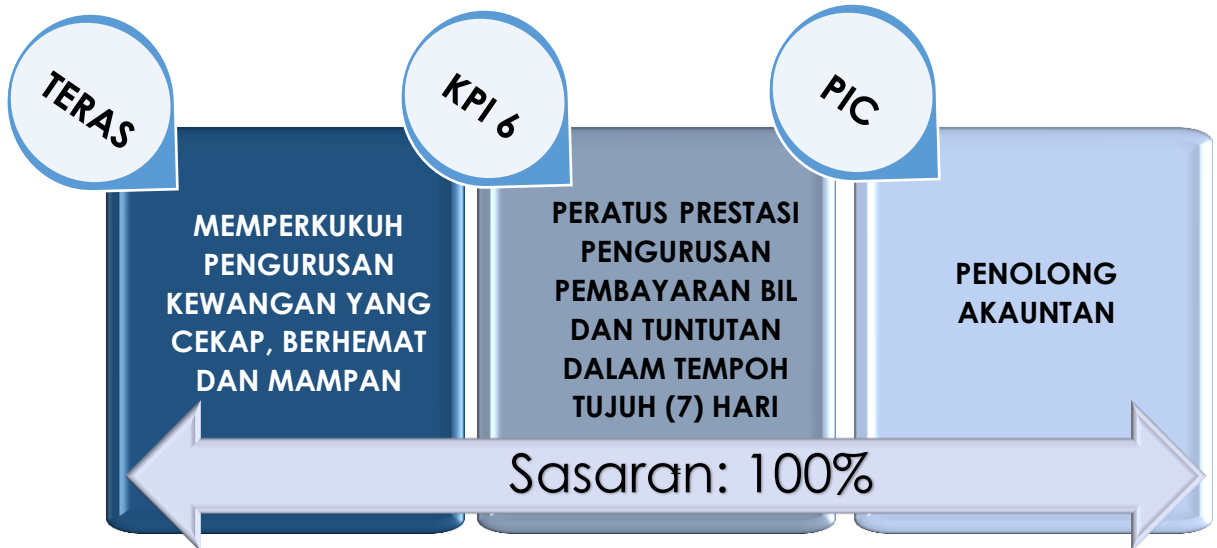 TERAS
KPI 6
PIC
MEMPERKUKUH
PENGURUSAN
KEWANGAN YANG
CEKAP, BERHEMAT
DAN MAMPAN
PERATUS PRESTASI
PENGURUSAN
PEMBAYARAN BIL
DAN TUNTUTAN
DALAM TEMPOH
TUJUH (7) HARI
PENOLONG
AKAUNTAN
Sasaran: 100%